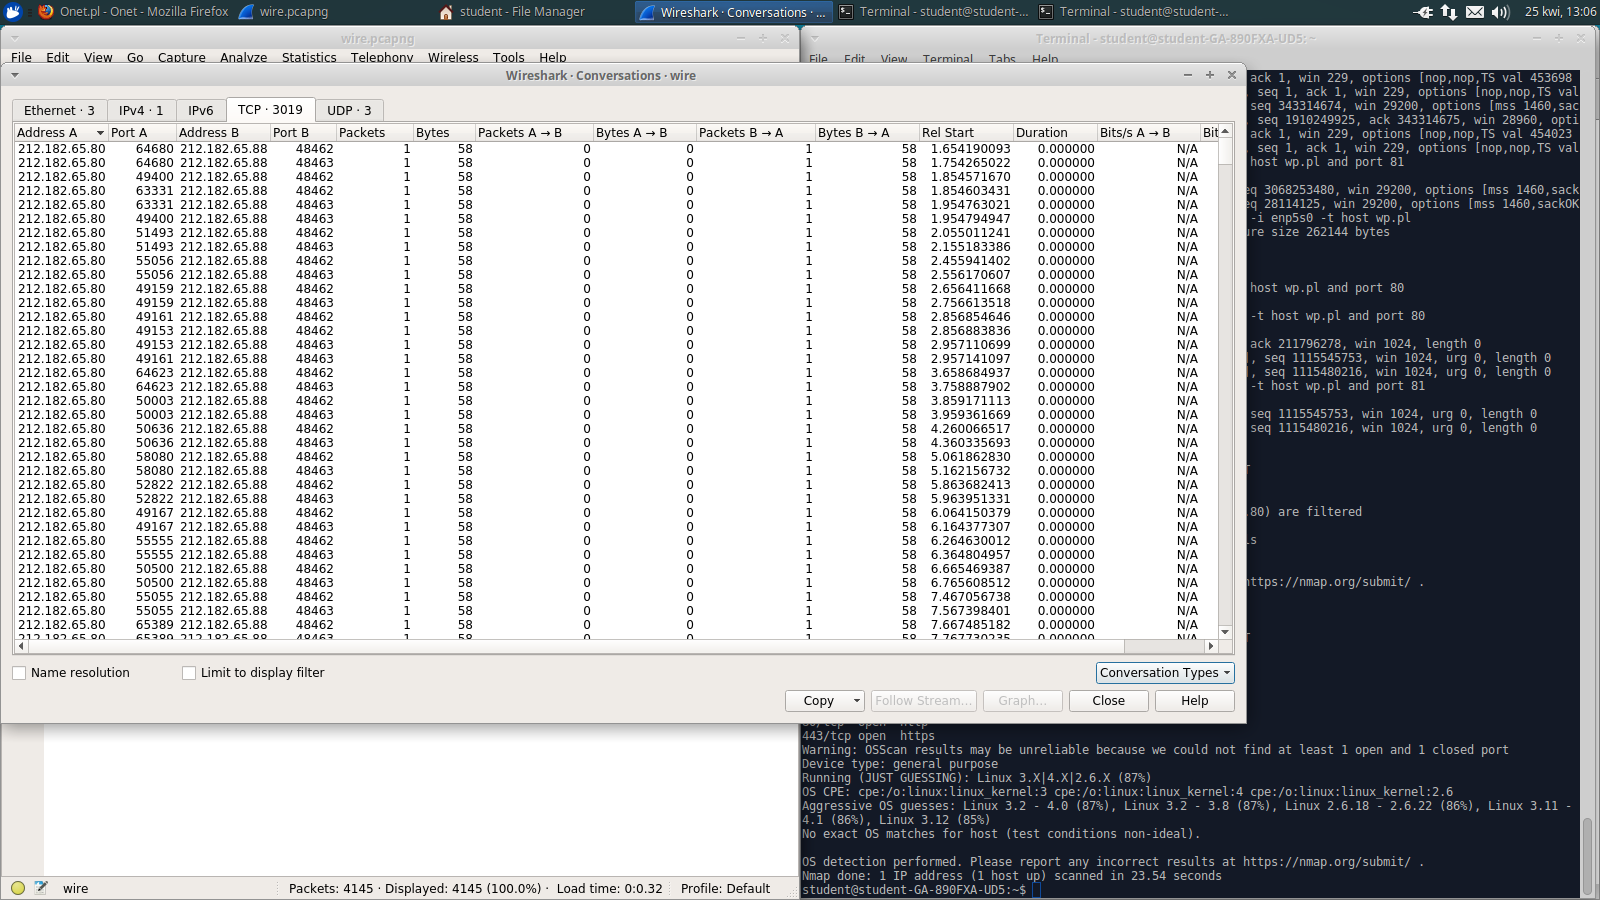 Onet.pl - Onet - Mozilla Firefox
wire.pcapng
student - File Manager
Wireshark · Conversations · ...
Terminal - student@student-...
Terminal - student@student-...
25 kwi, 13:06
wire.pcapng
File Edit View Go Capture Analyze Statistics Telephony Wireless Tools Help
Terminal - student@student-GA-890FXA-UD5: ~
File Edit View Terminal Tabs Help
Wireshark · Conversations · wire
Ethernet · 3 IPv4 · 1 IPv6 TCP · 3019 UDP · 3
Address A Port A Address B Port B Packets Bytes Packets A → B Bytes A → B Packets B → A Bytes B → A Rel Start Duration Bits/s A → B Bit
212.182.65.80 64680 212.182.65.88 48462 1 58 0 0 1 58 1.654190093 0.000000 N/A
212.182.65.80 64680 212.182.65.88 48463 1 58 0 0 1 58 1.754265022 0.000000 N/A
212.182.65.80 49400 212.182.65.88 48462 1 58 0 0 1 58 1.854571670 0.000000 N/A
212.182.65.80 63331 212.182.65.88 48462 1 58 0 0 1 58 1.854603431 0.000000 N/A
212.182.65.80 63331 212.182.65.88 48463 1 58 0 0 1 58 1.954763021 0.000000 N/A
212.182.65.80 49400 212.182.65.88 48463 1 58 0 0 1 58 1.954794947 0.000000 N/A
212.182.65.80 51493 212.182.65.88 48462 1 58 0 0 1 58 2.055011241 0.000000 N/A
212.182.65.80 51493 212.182.65.88 48463 1 58 0 0 1 58 2.155183386 0.000000 N/A
212.182.65.80 55056 212.182.65.88 48462 1 58 0 0 1 58 2.455941402 0.000000 N/A
212.182.65.80 55056 212.182.65.88 48463 1 58 0 0 1 58 2.556170607 0.000000 N/A
212.182.65.80 49159 212.182.65.88 48462 1 58 0 0 1 58 2.656411668 0.000000 N/A
212.182.65.80 49159 212.182.65.88 48463 1 58 0 0 1 58 2.756613518 0.000000 N/A
212.182.65.80 49161 212.182.65.88 48462 1 58 0 0 1 58 2.856854646 0.000000 N/A
212.182.65.80 49153 212.182.65.88 48462 1 58 0 0 1 58 2.856883836 0.000000 N/A
212.182.65.80 49153 212.182.65.88 48463 1 58 0 0 1 58 2.957110699 0.000000 N/A
212.182.65.80 49161 212.182.65.88 48463 1 58 0 0 1 58 2.957141097 0.000000 N/A
212.182.65.80 64623 212.182.65.88 48462 1 58 0 0 1 58 3.658684937 0.000000 N/A
212.182.65.80 64623 212.182.65.88 48463 1 58 0 0 1 58 3.758887902 0.000000 N/A
212.182.65.80 50003 212.182.65.88 48462 1 58 0 0 1 58 3.859171113 0.000000 N/A
212.182.65.80 50003 212.182.65.88 48463 1 58 0 0 1 58 3.959361669 0.000000 N/A
212.182.65.80 50636 212.182.65.88 48462 1 58 0 0 1 58 4.260066517 0.000000 N/A
212.182.65.80 50636 212.182.65.88 48463 1 58 0 0 1 58 4.360335693 0.000000 N/A
212.182.65.80 58080 212.182.65.88 48462 1 58 0 0 1 58 5.061862830 0.000000 N/A
212.182.65.80 58080 212.182.65.88 48463 1 58 0 0 1 58 5.162156732 0.000000 N/A
212.182.65.80 52822 212.182.65.88 48462 1 58 0 0 1 58 5.863682413 0.000000 N/A
212.182.65.80 52822 212.182.65.88 48463 1 58 0 0 1 58 5.963951331 0.000000 N/A
212.182.65.80 49167 212.182.65.88 48462 1 58 0 0 1 58 6.064150379 0.000000 N/A
212.182.65.80 49167 212.182.65.88 48463 1 58 0 0 1 58 6.164377307 0.000000 N/A
212.182.65.80 55555 212.182.65.88 48462 1 58 0 0 1 58 6.264630012 0.000000 N/A
212.182.65.80 55555 212.182.65.88 48463 1 58 0 0 1 58 6.364804957 0.000000 N/A
212.182.65.80 50500 212.182.65.88 48462 1 58 0 0 1 58 6.665469387 0.000000 N/A
212.182.65.80 50500 212.182.65.88 48463 1 58 0 0 1 58 6.765608512 0.000000 N/A
212.182.65.80 55055 212.182.65.88 48462 1 58 0 0 1 58 7.467056738 0.000000 N/A
212.182.65.80 55055 212.182.65.88 48463 1 58 0 0 1 58 7.567398401 0.000000 N/A
212.182.65.80 65389 212.182.65.88 48462 1 58 0 0 1 58 7.667485182 0.000000 N/A
212.182.65.80 65389 212.182.65.88 48463 1 58 0 0 1 58 7.767730235 0.000000 N/A
Name resolution
Limit to display filter
Conversation Types
Copy Follow Stream... Graph... Close Help
ack 1, win 229, options [nop,nop,TS val 453698
, seq 1, ack 1, win 229, options [nop,nop,TS val
seq 343314674, win 29200, options [mss 1460,sac
, seq 1910249925, ack 343314675, win 28960, opti
ack 1, win 229, options [nop,nop,TS val 454023
, seq 1, ack 1, win 229, options [nop,nop,TS val
host wp.pl and port 81
eq 3068253480, win 29200, options [mss 1460,sack
eq 28114125, win 29200, options [mss 1460,sackOK
-i enp5s0 -t host wp.pl
ure size 262144 bytes
host wp.pl and port 80
-t host wp.pl and port 80
ack 211796278, win 1024, length 0
], seq 1115545753, win 1024, urg 0, length 0
], seq 1115480216, win 1024, urg 0, length 0
-t host wp.pl and port 81
seq 1115545753, win 1024, urg 0, length 0
seq 1115480216, win 1024, urg 0, length 0
.80) are filtered
ls
https://nmap.org/submit/ .
80/tcp open http
443/tcp open https
Warning: OSScan results may be unreliable because we could not find at least 1 open and 1 closed port
Device type: general purpose
Running (JUST GUESSING): Linux 3.X|4.X|2.6.X (87%)
OS CPE: cpe:/o:linux:linux_kernel:3 cpe:/o:linux:linux_kernel:4 cpe:/o:linux:linux_kernel:2.6
Aggressive OS guesses: Linux 3.2 - 4.0 (87%), Linux 3.2 - 3.8 (87%), Linux 2.6.18 - 2.6.22 (86%), Linux 3.11 -
4.1 (86%), Linux 3.12 (85%)
No exact OS matches for host (test conditions non-ideal).
OS detection performed. Please report any incorrect results at https://nmap.org/submit/ .
Nmap done: 1 IP address (1 host up) scanned in 23.54 seconds
student@student-GA-890FXA-UD5:~$
wire
Packets: 4145 · Displayed: 4145 (100.0%) · Load time: 0:0.32
Profile: Default